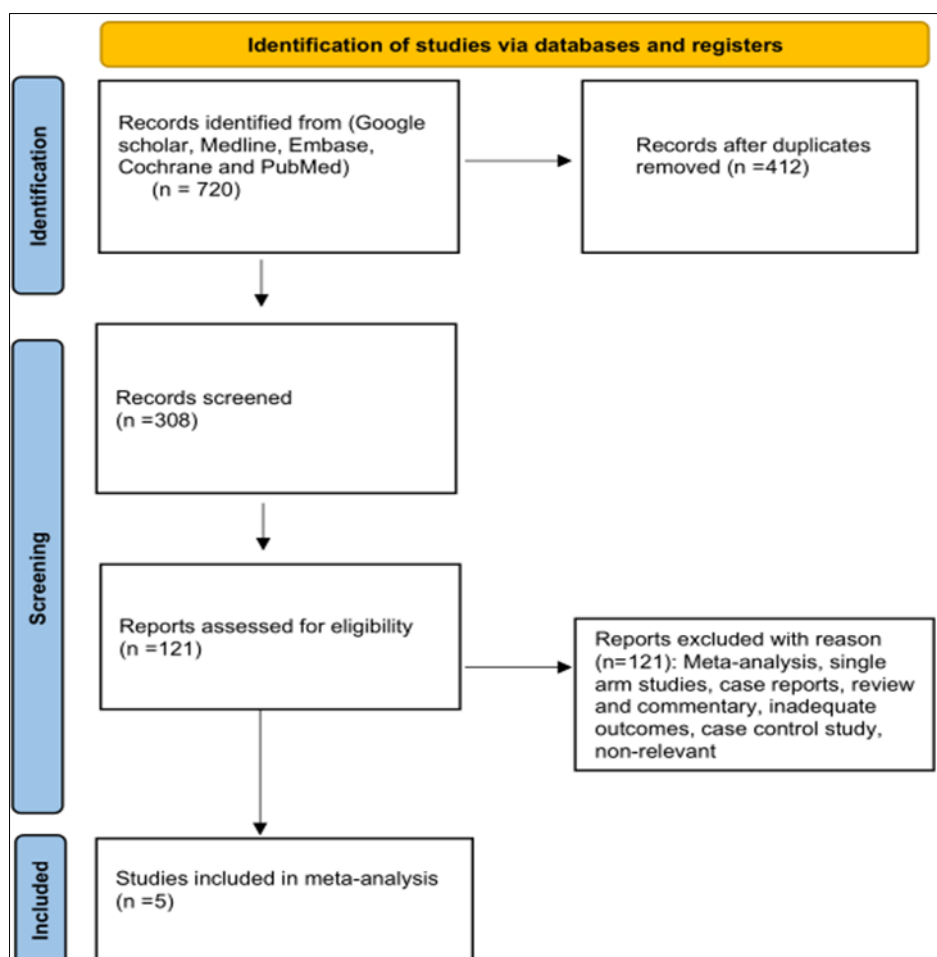 Identification of studies via databases and registers
Identification
Records identified from (Google
scholar, Medline, Embase,
Cochrane and PubMed)
(n = 720)
Records after duplicates
removed (n =412)
Screening
Records screened
(n =308)
Reports assessed for eligibility
(n =121)
Reports excluded with reason
(n=121): Meta-analysis, single
arm studies, case reports, review
and commentary, inadequate
outcomes, case control study,
non-relevant
Included
Studies included in meta-analysis
(n =5)